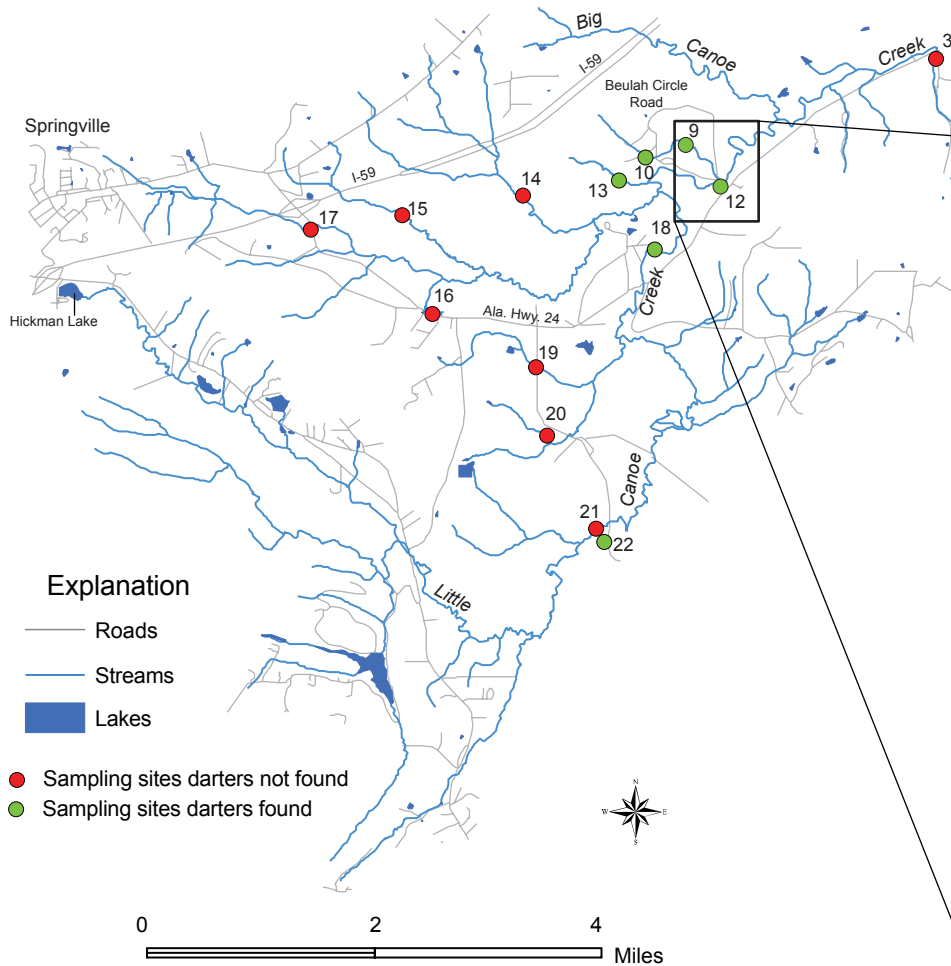 Big
Canoe
Creek
3
I-59
Beulah Circle
Road
Springville
9
I-59
10
14
13
12
15
17
18
Creek
16
Ala. Hwy. 24
Hickman Lake
19
20
Canoe
21
22
Little
Explanation
Roads
Streams
Lakes
Sampling sites darters not found
Sampling sites darters found
N
W
E
S
0
2
4
Miles